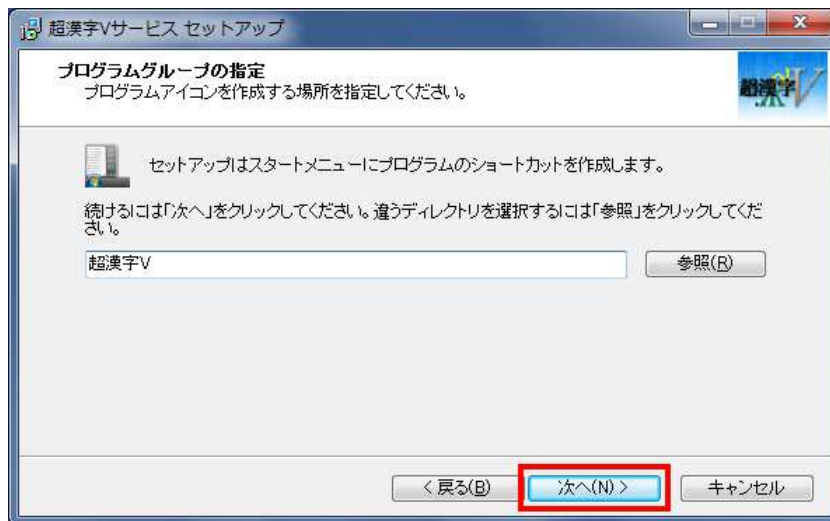 超漢字Vサービス セットアップ
プログラムグループの指定
プログラムアイコンを作成する場所を指定してください。
超漢字V
セットアップはスタートメニューにプログラムのショートカットを作成します。
続けるには「次へ」をクリックしてください。違うディレクトリを選択するには「参照」をクリックしてくだ
さい。
超漢字V
参照(R)
< 戻る(B)
次へ(N) >
キャンセル